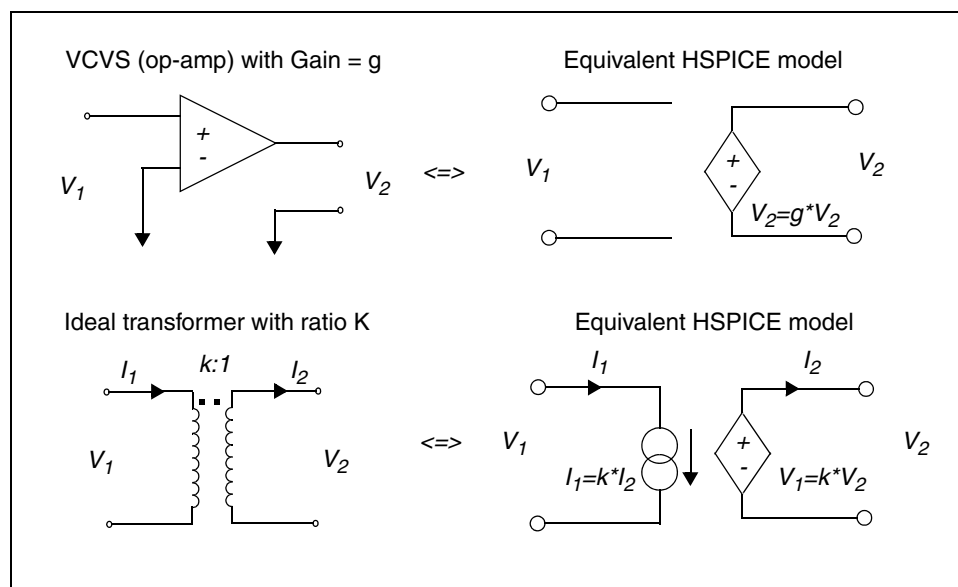 VCVS (op-amp) with Gain = g
Equivalent HSPICE model
+
-
V1
V2
<=>
V1
+
-
V2
V2=g*V2
Ideal transformer with ratio K
Equivalent HSPICE model
I1
k:1
I2
I1
I2
V1
V2
<=>
V1
I1=k*I2
+
-
V1=k*V2
V2